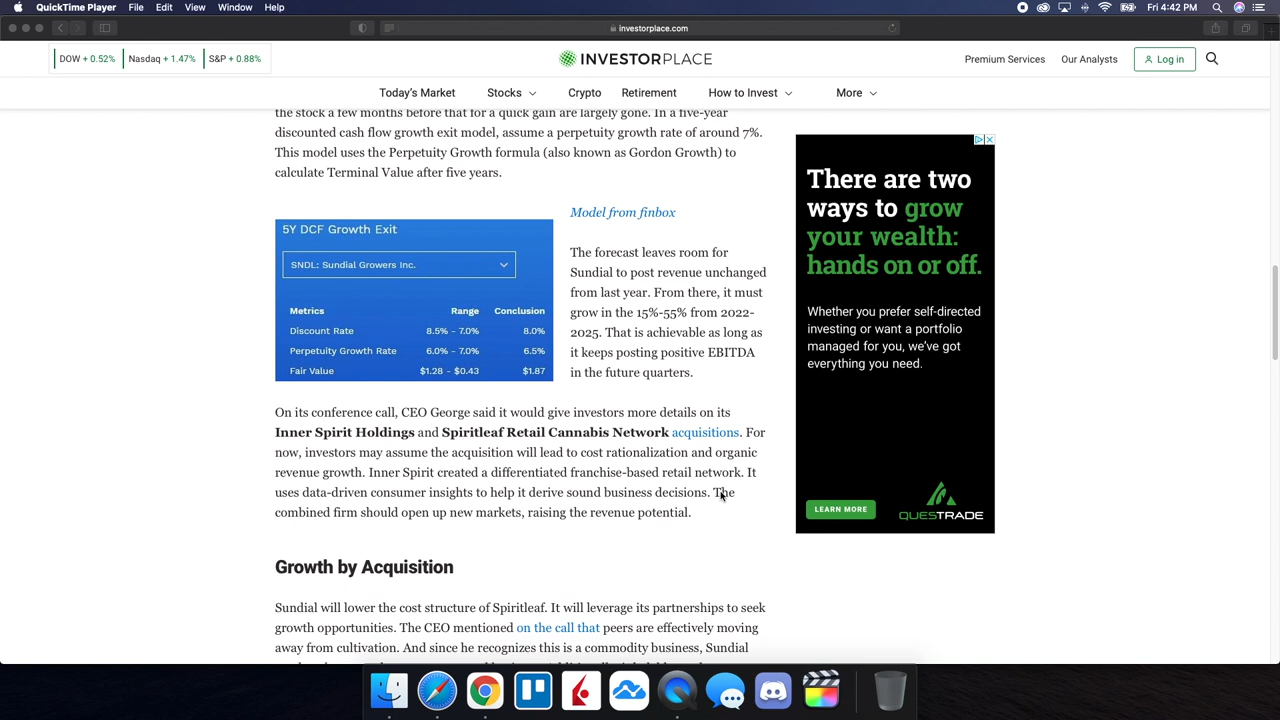 QuickTime Player File Edit View Window Help
Fri 4:42 PM
investorplace.com
DOW + 0.52% Nasdaq + 1.47% S&P + 0.88%
INVESTORPLACE
Premium Services Our Analysts Log in
Today's Market Stocks Crypto Retirement How to Invest More
the stock a few months before that for a quick gain are largely gone. In a five-year
discounted cash flow growth exit model, assume a perpetuity growth rate of around 7%.
This model uses the Perpetuity Growth formula (also known as Gordon Growth) to
calculate Terminal Value after five years.
5Y DCF Growth Exit
SNDL: Sundial Growers Inc.
Metrics Range Conclusion
Discount Rate 8.5% - 7.0% 8.0%
Perpetuity Growth Rate 6.0% - 7.0% 6.5%
Fair Value $1.28 - $0.43 $1.87
Model from finbox
The forecast leaves room for
Sundial to post revenue unchanged
from last year. From there, it must
grow in the 15%-55% from 2022-
2025. That is achievable as long as
it keeps posting positive EBITDA
in the future quarters.
On its conference call, CEO George said it would give investors more details on its
Inner Spirit Holdings and Spiritleaf Retail Cannabis Network acquisitions. For
now, investors may assume the acquisition will lead to cost rationalization and organic
revenue growth. Inner Spirit created a differentiated franchise-based retail network. It
uses data-driven consumer insights to help it derive sound business decisions. The
combined firm should open up new markets, raising the revenue potential.
Growth by Acquisition
Sundial will lower the cost structure of Spiritleaf. It will leverage its partnerships to seek
growth opportunities. The CEO mentioned on the call that peers are effectively moving
away from cultivation. And since he recognizes this is a commodity business, Sundial
There are two
ways to grow
your wealth:
hands on or off.
Whether you prefer self-directed
investing or want a portfolio
managed for you, we've got
everything you need.
LEARN MORE
QUESTRADE